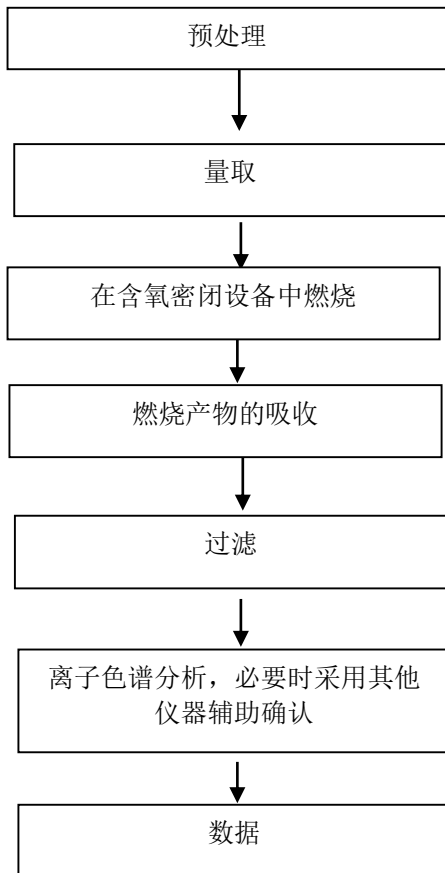 预处理
量取
在含氧密闭设备中燃烧
燃烧产物的吸收
过滤
离子色谱分析，必要时采用其他
仪器辅助确认
数据